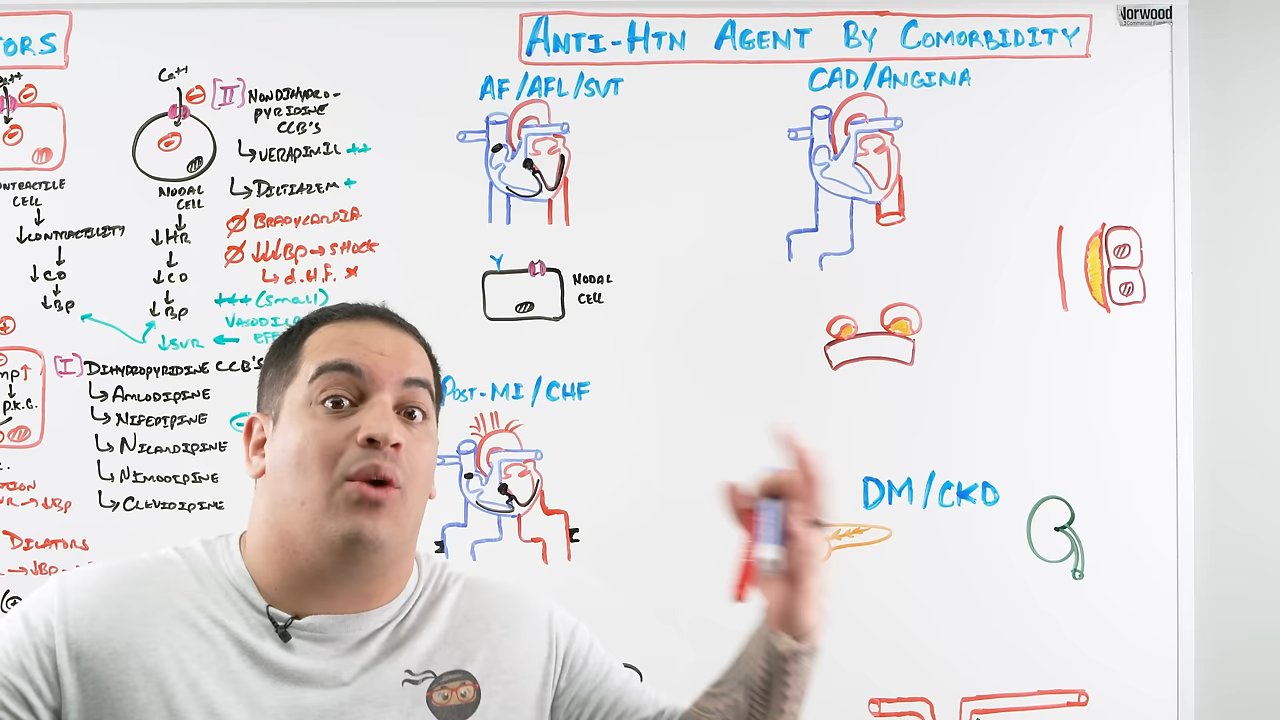 TORS
ANTI-HTN AGENT BY COMORBIDITY
Norwood
Ca++
[II] NONDIHYDRO-
PYRIDINE
CCB'S
↳ VERAPIMIL ++
↳ DILTIAZEM +
Ø BRADYCARDIA
Ø ↓↓↓BP → SHOCK
↳ d.H.F. *
+++ (small)
↓SVR ←
NODAL
CELL
↓HR
↓CO
↓BP
CELL
↓CONTRACTILITY
↓CO
↓BP
[I] DIHYDROPYRIDINE CCB'S
↳ AMLODIPINE
↳ NIFEDIPINE
↳ NICARDIPINE
↳ NIMODIPINE
↳ CLEVIDIPINE
P.K.G.
DILATORS
AF/AFL/SVT
NODAL
CELL
CAD/ANGINA
POST-MI/CHF
DM/CKD